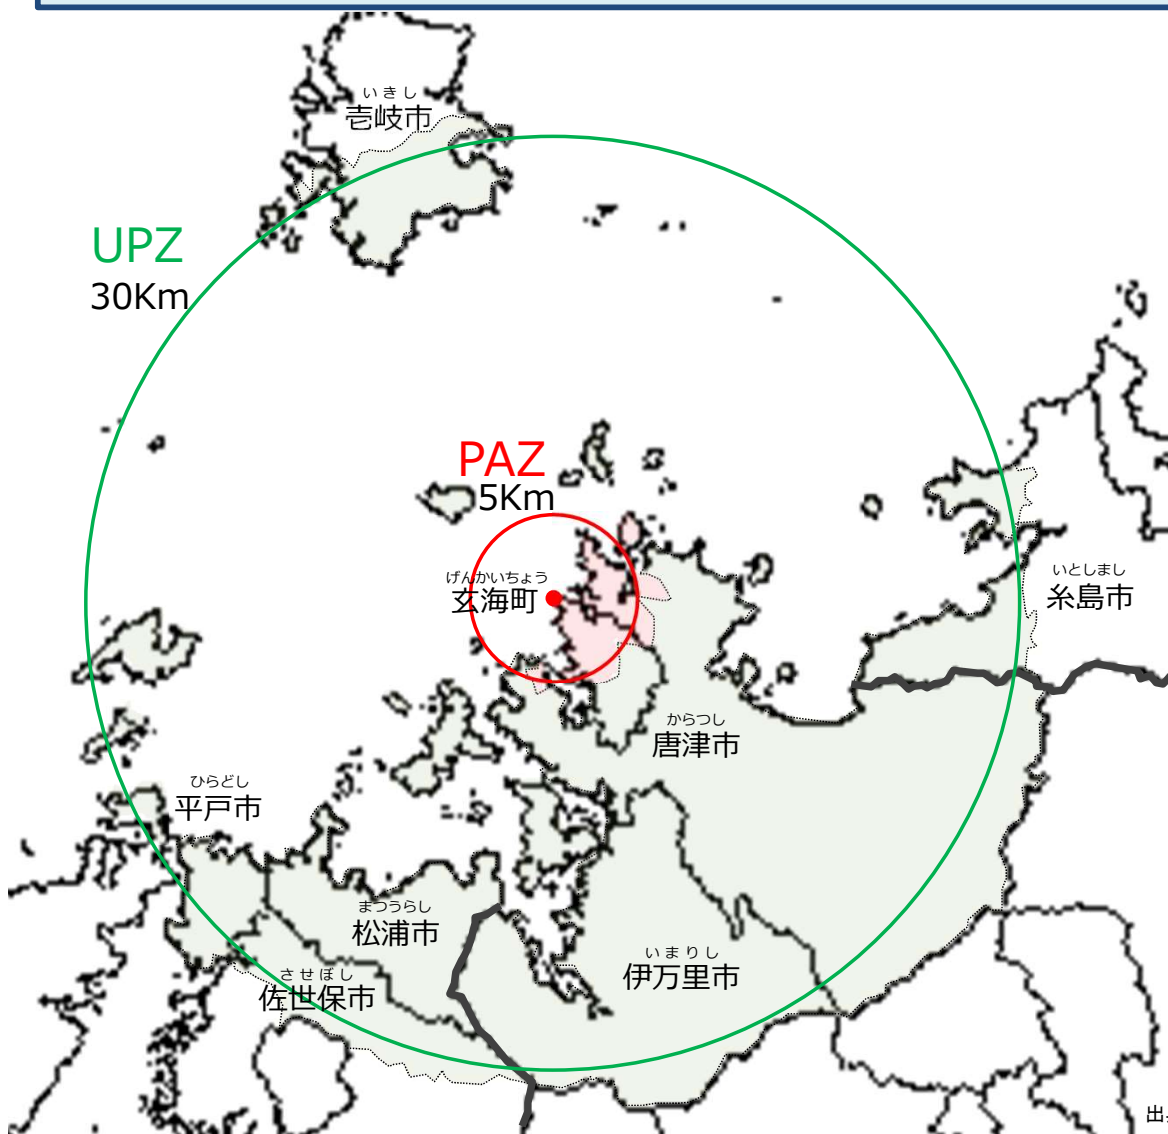 いきし
壱岐市
UPZ
30Km
PAZ
5Km
げんかいちょう
玄海町
いとしまし
糸島市
からつし
唐津市
ひらどし
平戸市
まつうらし
松浦市
いまりし
伊万里市
させぼし
佐世保市
出